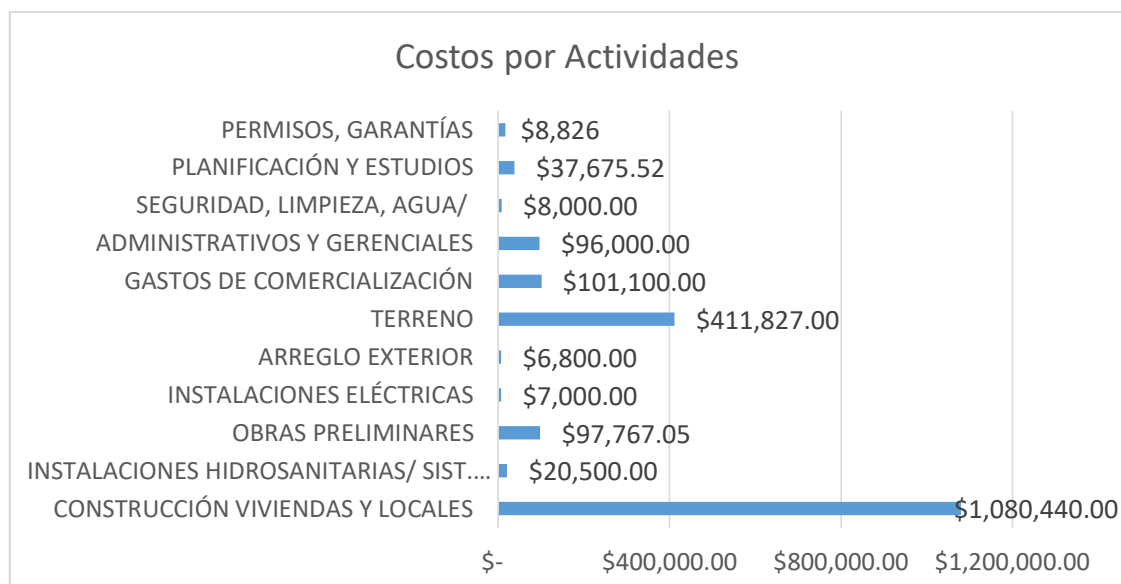 Costos por Actividades
PERMISOS, GARANTÍAS $8,826
PLANIFICACIÓN Y ESTUDIOS $37,675.52
SEGURIDAD, LIMPIEZA, AGUA/ $8,000.00
ADMINISTRATIVOS Y GERENCIALES $96,000.00
GASTOS DE COMERCIALIZACIÓN $101,100.00
TERRENO $411,827.00
ARREGLO EXTERIOR $6,800.00
INSTALACIONES ELÉCTRICAS $7,000.00
OBRAS PRELIMINARES $97,767.05
INSTALACIONES HIDROSANITARIAS/ SIST.... $20,500.00
CONSTRUCCIÓN VIVIENDAS Y LOCALES $1,080,440.00
$- $400,000.00 $800,000.00 $1,200,000.00